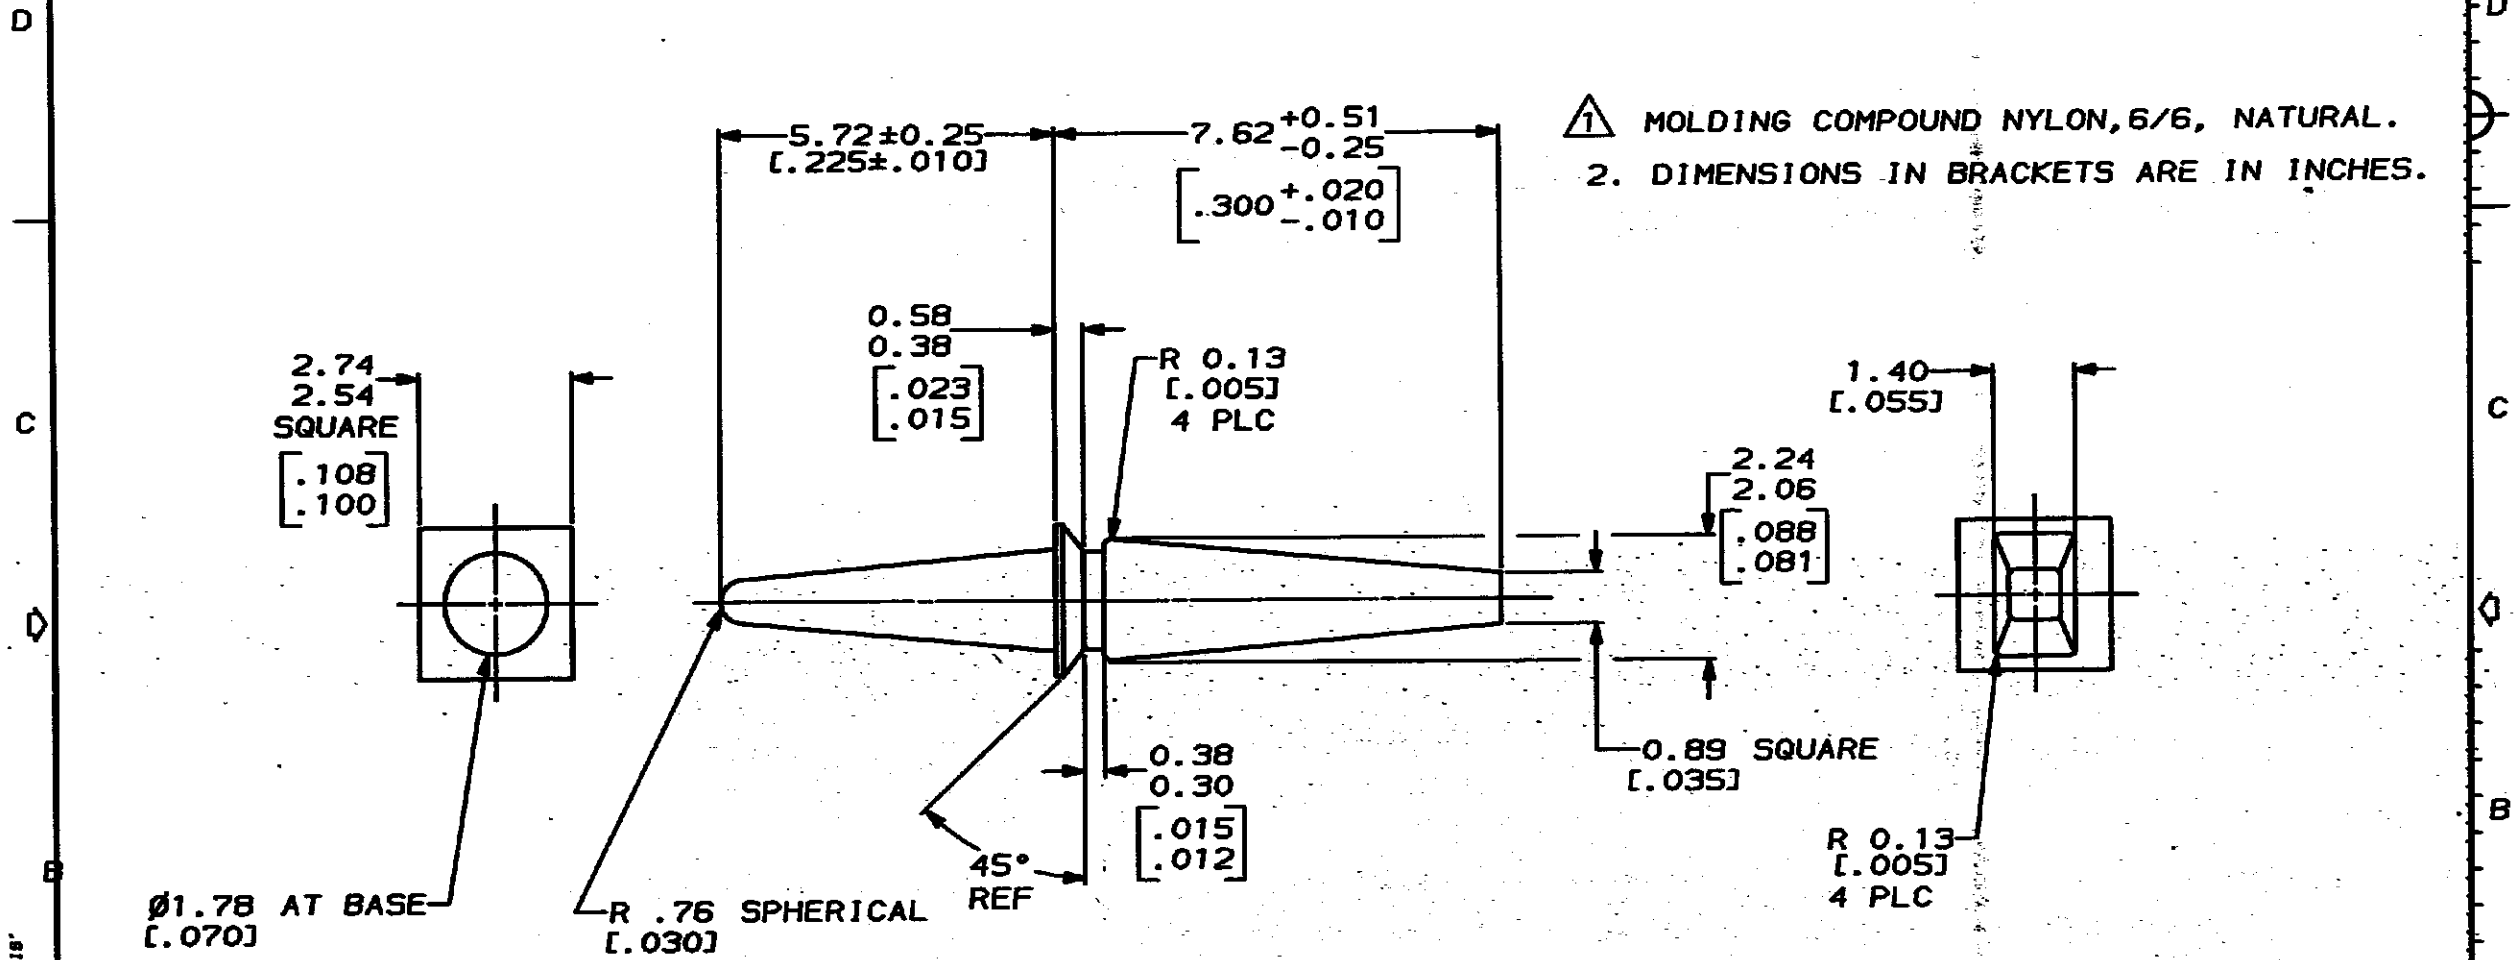 D
D
5.72±0.25
[.225±.010]
7.62 +0.51 -0.25
[.300 +.020 -.010]
1 MOLDING COMPOUND NYLON, 6/6, NATURAL.
2. DIMENSIONS IN BRACKETS ARE IN INCHES.
0.58
0.38
[.023
.015]
R 0.13
[.005]
4 PLC
2.74
2.54
SQUARE
[.108
.100]
C
C
1.40
[.055]
2.24
2.06
[.088
.081]
0.89 SQUARE
[.035]
0.38
0.30
[.015
.012]
45°
REF
R 0.13
[.005]
4 PLC
B
B
Ø1.78 AT BASE
[.070]
R .76 SPHERICAL
[.030]